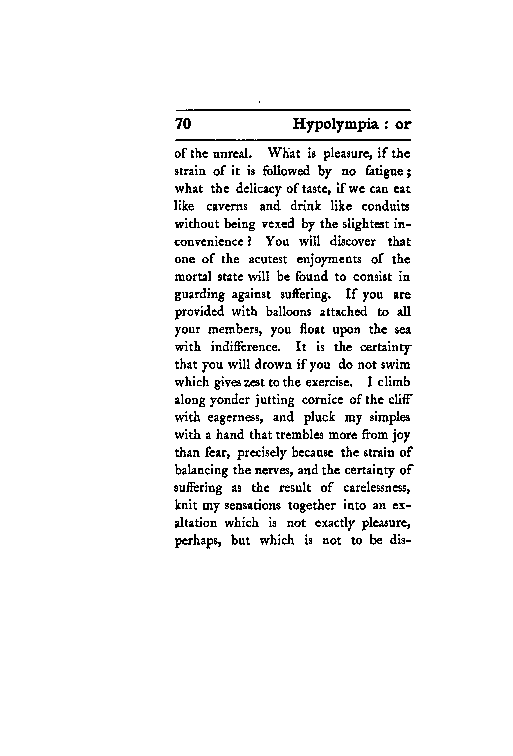 70 Hypolympia : or
of the unreal. What is pleasure, if the
strain of it is followed by no fatigue ;
what the delicacy of taste, if we can eat
like caverns and drink like conduits
without being vexed by the slightest in-
convenience ? You will discover that
one of the acutest enjoyments of the
mortal state will be found to consist in
guarding against suffering. If you are
provided with balloons attached to all
your members, you float upon the sea
with indifference. It is the certainty
that you will drown if you do not swim
which gives zest to the exercise. I climb
along yonder jutting cornice of the cliff
with eagerness, and pluck my simples
with a hand that trembles more from joy
than fear, precisely because the strain of
balancing the nerves, and the certainty of
suffering as the result of carelessness,
knit my sensations together into an ex-
altation which is not exactly pleasure,
perhaps, but which is not to be dis-